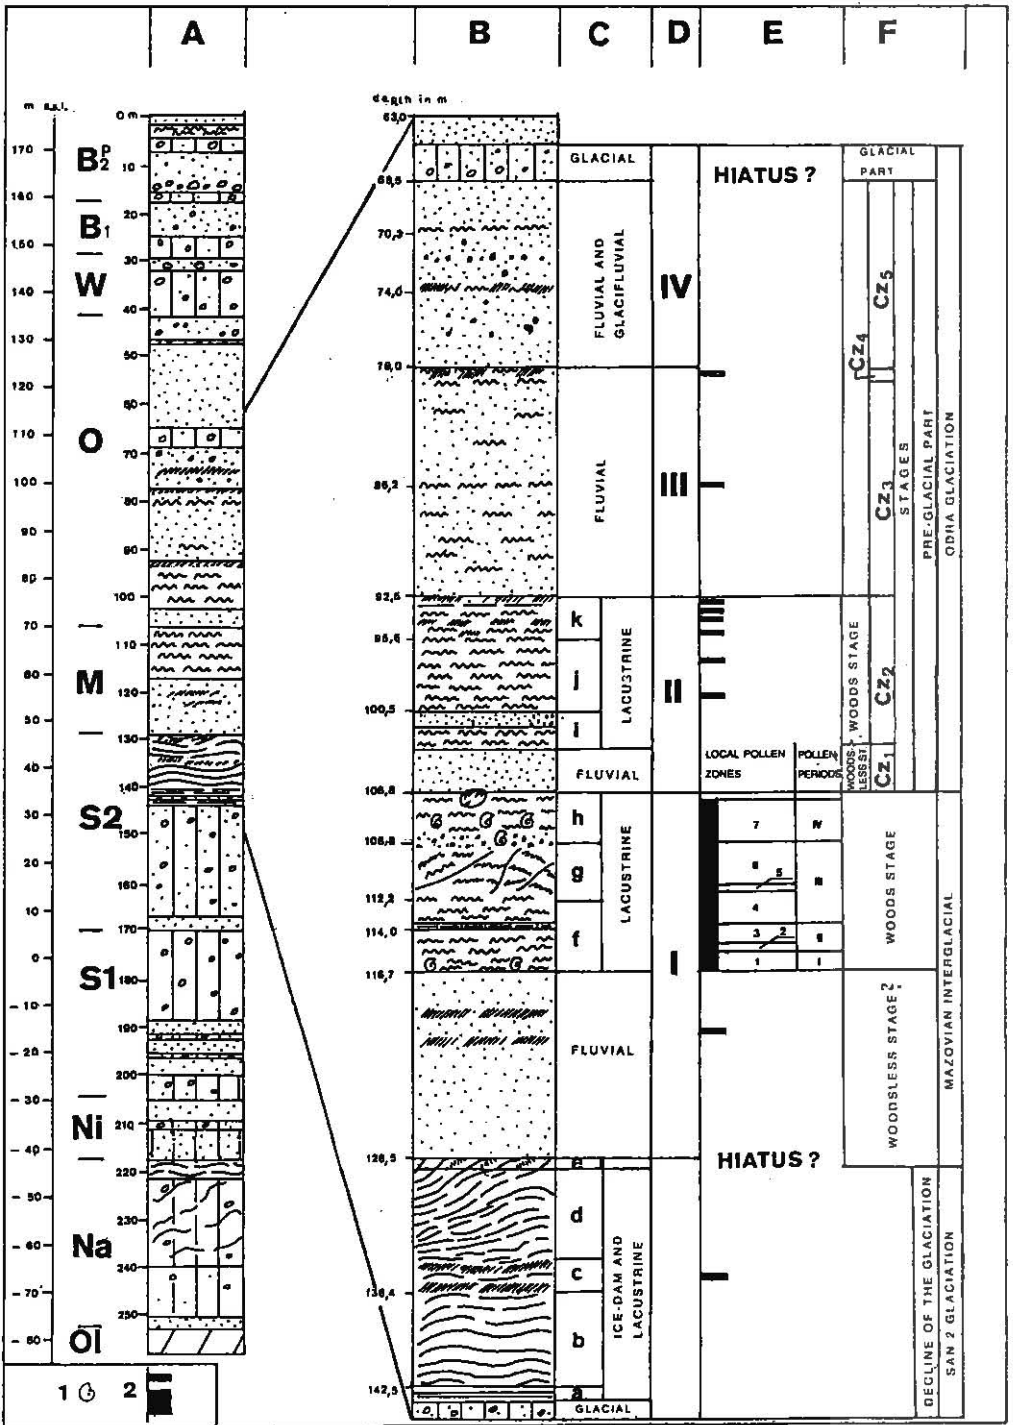 A B C D E F
m a.s.l.
170
160
150
140
130
120
110
100
90
80
70
60
50
40
30
20
10
0
- 10
- 20
- 30
- 40
- 50
- 60
- 70
- 80
B₂ᴾ
B₁
W
O
M
S2
S1
Ni
Na
Ol
0 m
10
20
30
40
50
60
70
80
90
100
110
120
130
140
150
160
170
180
190
200
210
220
230
240
250
depth in m
63,0
68,5
70,3
74,0
79,0
86,2
92,6
95,6
100,5
112,3
114,0
116,7
126,5
136,4
142,5
GLACIAL
FLUVIAL AND
GLACIFLUVIAL
FLUVIAL
k
j
i
LACUSTRINE
FLUVIAL
h
g
f
LACUSTRINE
FLUVIAL
e
d
c
b
a
ICE-DAM AND
LACUSTRINE
GLACIAL
IV
III
II
I
HIATUS ?
LOCAL POLLEN
ZONES
POLLEN
PERIODS
7
5
4
3
2
1
IV
III
II
I
HIATUS ?
GLACIAL
PART
Cz₅
Cz₄
Cz₃
Cz₂
Cz₁
WOODS STAGE
WOODS-
LESS ST.
STAGES
PRE-GLACIAL PART
ODRA GLACIATION
WOODS STAGE
WOODSLESS STAGE?
MAZOVIAN INTERGLACIAL
DECLINE OF THE GLACIATION
SAN 2 GLACIATION
1
2